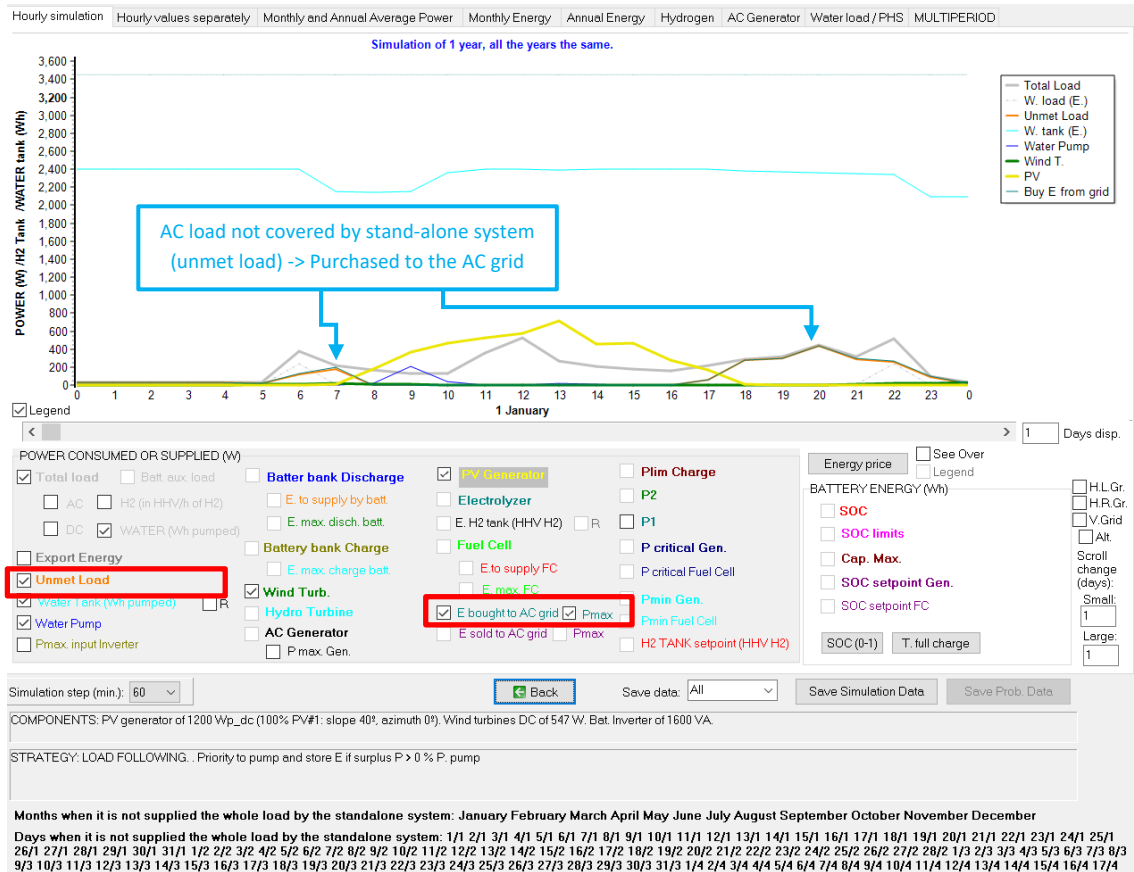 Hourly simulation Hourly values separately Monthly and Annual Average Power Monthly Energy Annual Energy Hydrogen AC Generator Water load / PHS MULTIPERIOD
Simulation of 1 year, all the years the same.
POWER (W) /H2 Tank /WATER tank (Wh)
3,600
3,400
3,200
3,000
2,800
2,600
2,400
2,200
2,000
1,800
1,600
1,400
1,200
1,000
800
600
400
200
0
Total Load
W. load (E.)
Unmet Load
W. tank (E.)
Water Pump
Wind T.
PV
Buy E from grid
AC load not covered by stand-alone system
(unmet load) -> Purchased to the AC grid
0 1 2 3 4 5 6 7 8 9 10 11 12 13 14 15 16 17 18 19 20 21 22 23 0
1 January
Legend
< > 1 Days disp.
POWER CONSUMED OR SUPPLIED (W)
Total load Batt. aux. load
AC H2 (in HHV/h of H2)
DC WATER (Wh pumped)
Export Energy
Unmet Load
Water Tank (Wh pumped) R
Water Pump
Pmax. input Inverter
Batter bank Discharge
E. to supply by batt.
E. max. disch. batt.
Battery bank Charge
E. max. charge batt.
Wind Turb.
Hydro Turbine
AC Generator
P max. Gen.
PV Generator
Electrolyzer
E. H2 tank (HHV H2) R
Fuel Cell
E.to supply FC
E. max. FC
E bought to AC grid Pmax
E sold to AC grid Pmax
Plim Charge
P2
P1
P critical Gen.
P critical Fuel Cell
Pmin Gen.
Pmin Fuel Cell
H2 TANK setpoint (HHV H2)
Energy price See Over
Legend
BATTERY ENERGY (Wh)
SOC
SOC limits
Cap. Max.
SOC setpoint Gen.
SOC setpoint FC
SOC (0-1) T. full charge
H.L.Gr.
H.R.Gr.
V.Grid
Alt.
Scroll
change
(days):
Small:
1
Large:
1
Simulation step (min.): 60 Back Save data: All Save Simulation Data Save Prob. Data
COMPONENTS: PV generator of 1200 Wp_dc (100% PV#1: slope 40º, azimuth 0º). Wind turbines DC of 547 W. Bat. Inverter of 1600 VA.
STRATEGY: LOAD FOLLOWING. . Priority to pump and store E if surplus P > 0 % P. pump
Months when it is not supplied the whole load by the standalone system: January February March April May June July August September October November December
Days when it is not supplied the whole load by the standalone system: 1/1 2/1 3/1 4/1 5/1 6/1 7/1 8/1 9/1 10/1 11/1 12/1 13/1 14/1 15/1 16/1 17/1 18/1 19/1 20/1 21/1 22/1 23/1 24/1 25/1
26/1 27/1 28/1 29/1 30/1 31/1 1/2 2/2 3/2 4/2 5/2 6/2 7/2 8/2 9/2 10/2 11/2 12/2 13/2 14/2 15/2 16/2 17/2 18/2 19/2 20/2 21/2 22/2 23/2 24/2 25/2 26/2 27/2 28/2 1/3 2/3 3/3 4/3 5/3 6/3 7/3 8/3
9/3 10/3 11/3 12/3 13/3 14/3 15/3 16/3 17/3 18/3 19/3 20/3 21/3 22/3 23/3 24/3 25/3 26/3 27/3 28/3 29/3 30/3 31/3 1/4 2/4 3/4 4/4 5/4 6/4 7/4 8/4 9/4 10/4 11/4 12/4 13/4 14/4 15/4 16/4 17/4